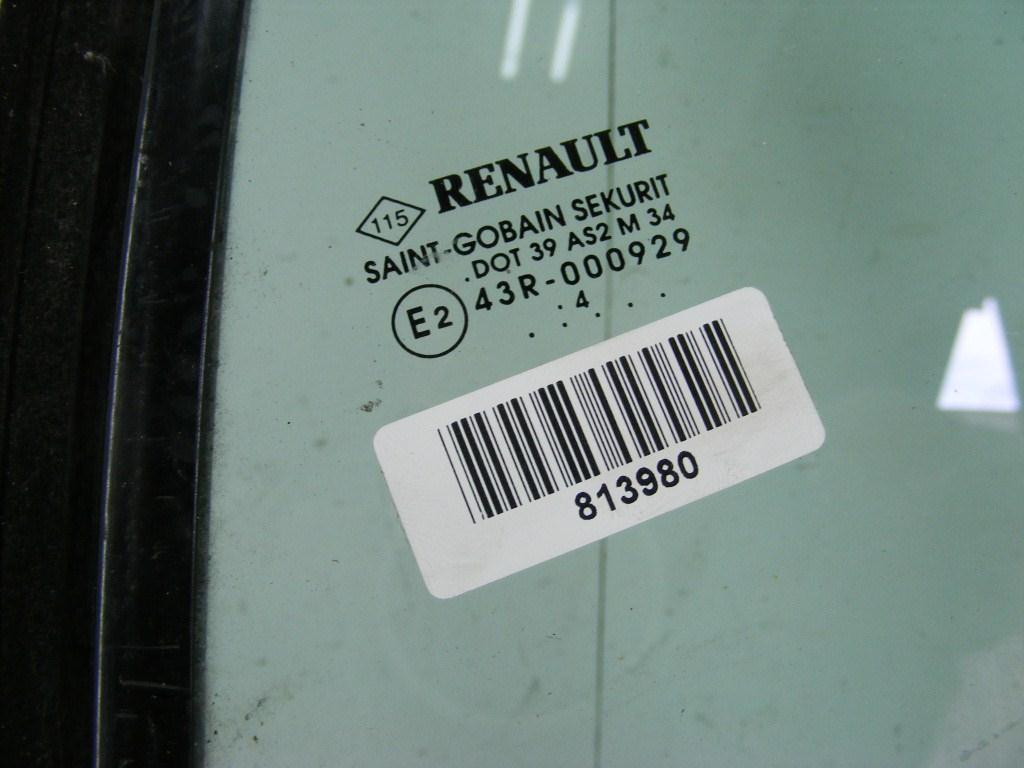 RENAULT
115
SAINT-GOBAIN SEKURIT
.DOT 39 AS2 M 34
E2 43R-000929
. : 4 . . .
813980